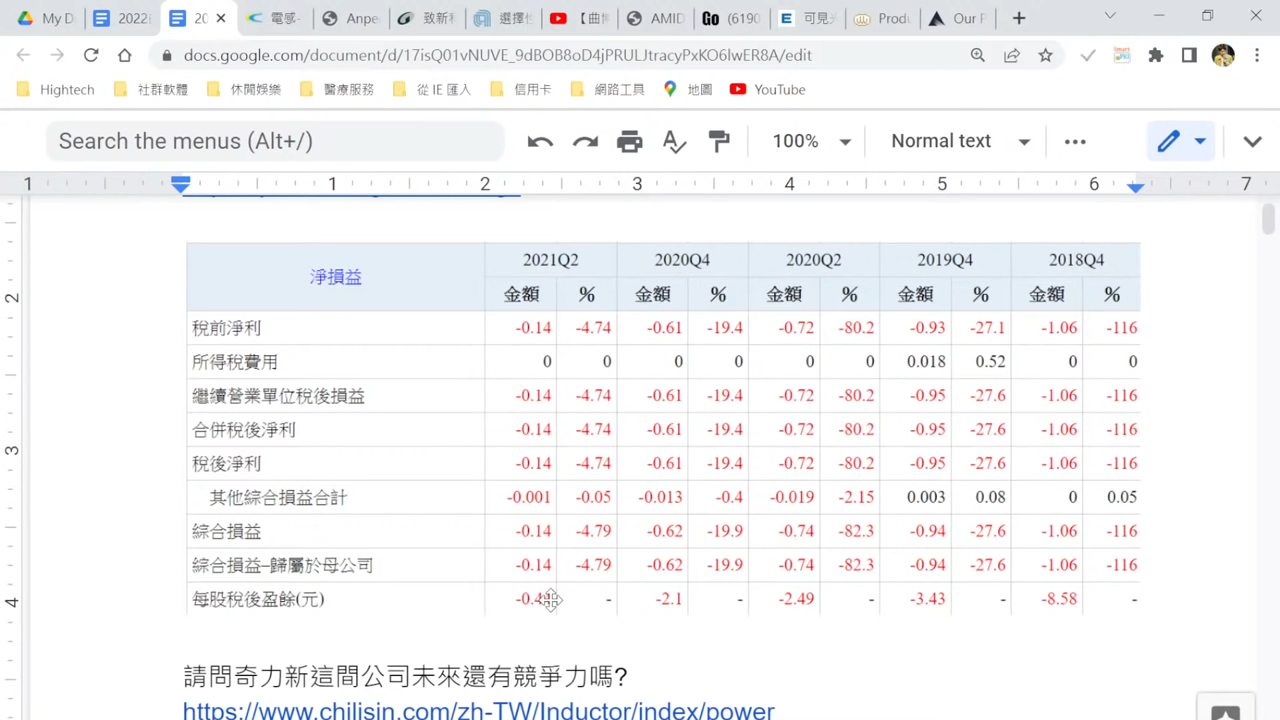 My D
2022
20
電感-
Anpe
致新科
選擇性
【曲博
AMID
(6190
可見光
Produ
Our P
docs.google.com/document/d/17isQ01vNUVE_9dBOB8oD4jPRULJtracyPxKO6lwER8A/edit
Hightech 社群軟體 休閒娛樂 醫療服務 從 IE 匯入 信用卡 網路工具 地圖 YouTube
Search the menus (Alt+/) 100% Normal text
1 1 2 3 4 5 6 7
淨損益 2021Q2 2020Q4 2020Q2 2019Q4 2018Q4
金額 % 金額 % 金額 % 金額 % 金額 %
稅前淨利 -0.14 -4.74 -0.61 -19.4 -0.72 -80.2 -0.93 -27.1 -1.06 -116
所得稅費用 0 0 0 0 0 0 0.018 0.52 0 0
繼續營業單位稅後損益 -0.14 -4.74 -0.61 -19.4 -0.72 -80.2 -0.95 -27.6 -1.06 -116
合併稅後淨利 -0.14 -4.74 -0.61 -19.4 -0.72 -80.2 -0.95 -27.6 -1.06 -116
稅後淨利 -0.14 -4.74 -0.61 -19.4 -0.72 -80.2 -0.95 -27.6 -1.06 -116
其他綜合損益合計 -0.001 -0.05 -0.013 -0.4 -0.019 -2.15 0.003 0.08 0 0.05
綜合損益 -0.14 -4.79 -0.62 -19.9 -0.74 -82.3 -0.94 -27.6 -1.06 -116
綜合損益–歸屬於母公司 -0.14 -4.79 -0.62 -19.9 -0.74 -82.3 -0.94 -27.6 -1.06 -116
每股稅後盈餘(元) - -2.1 - -2.49 - -3.43 - -8.58 -
請問奇力新這間公司未來還有競爭力嗎?
https://www.chilisin.com/zh-TW/Inductor/index/power
2
3
4